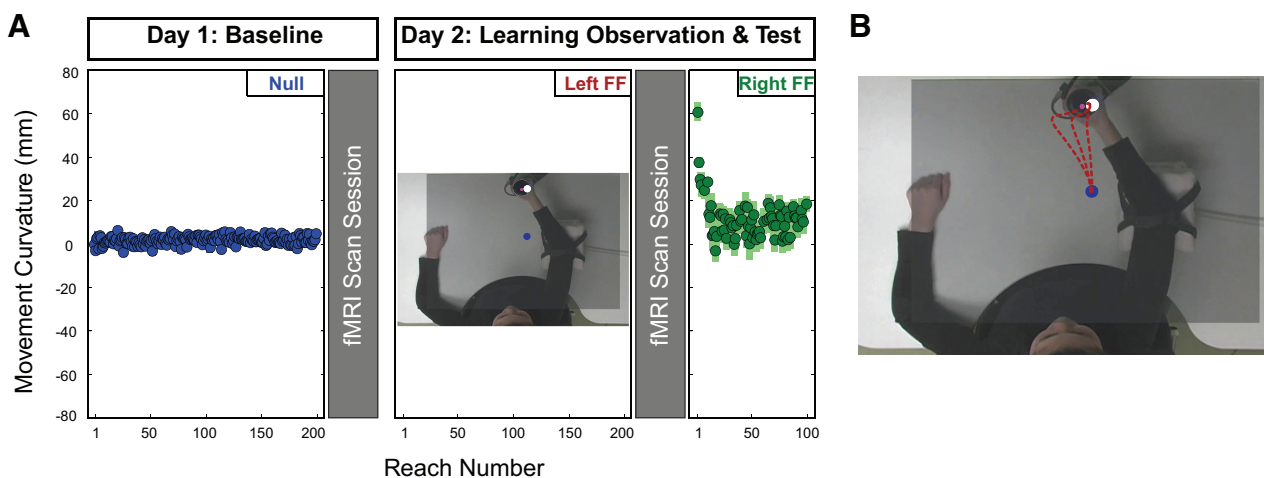 A
B
Day 1: Baseline
Day 2: Learning Observation & Test
Movement Curvature (mm)
80
60
40
20
0
-20
-40
-60
-80
Null
fMRI Scan Session
Left FF
fMRI Scan Session
Right FF
1 50 100 150 200
1 50 100 150 200
1 50 100
Reach Number